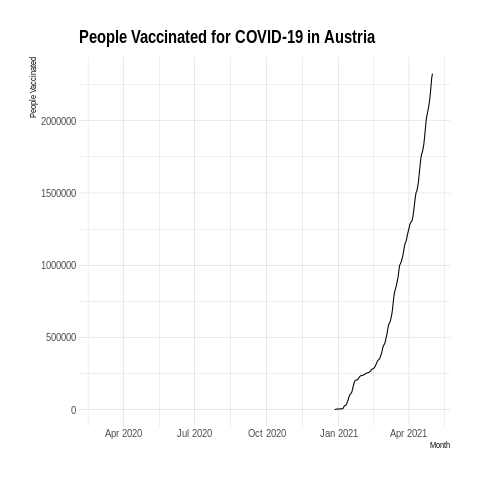 People Vaccinated for COVID-19 in Austria
People Vaccinated
2000000
1500000
1000000
500000
0
Apr 2020 Jul 2020 Oct 2020 Jan 2021 Apr 2021
Month